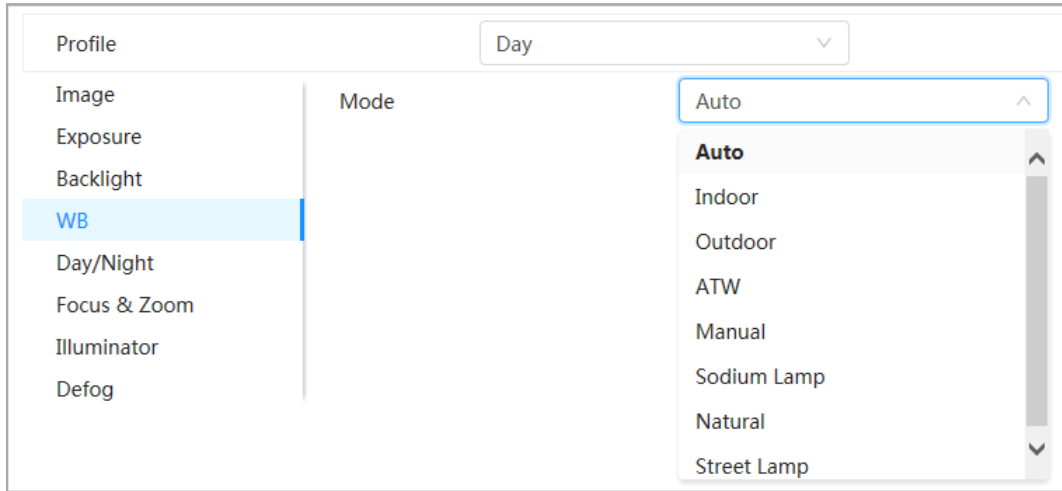 Profile Day
Image Mode Auto
Exposure Auto
Backlight Indoor
WB Outdoor
Day/Night ATW
Focus & Zoom Manual
Illuminator Sodium Lamp
Defog Natural
Street Lamp